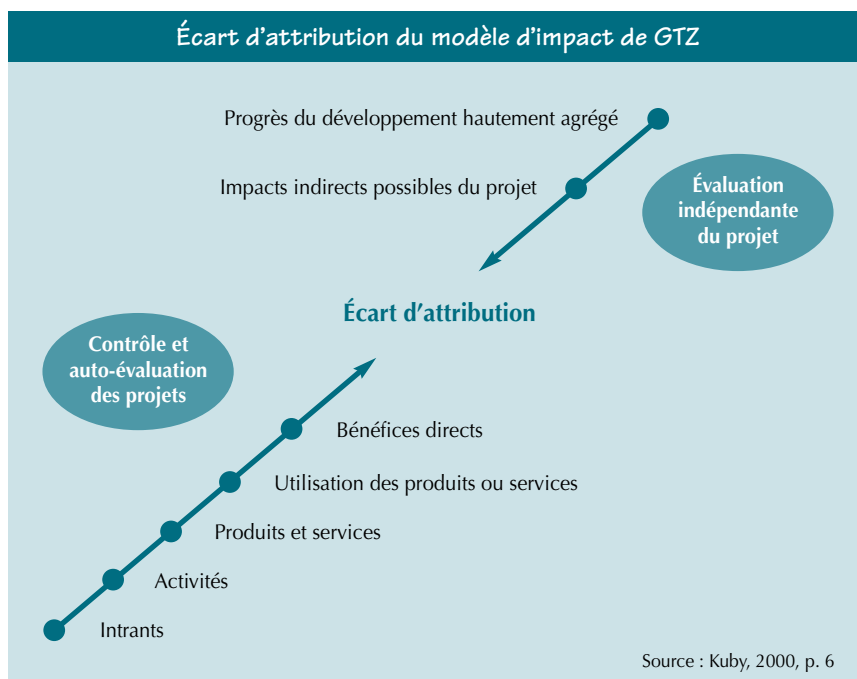 Écart d'attribution du modèle d'impact de GTZ
Progrès du développement hautement agrégé
Impacts indirects possibles du projet
Évaluation
indépendante
du projet
Écart d'attribution
Contrôle et
auto-évaluation
des projets
Bénéfices directs
Utilisation des produits ou services
Produits et services
Activités
Intrants
Source : Kuby, 2000, p. 6